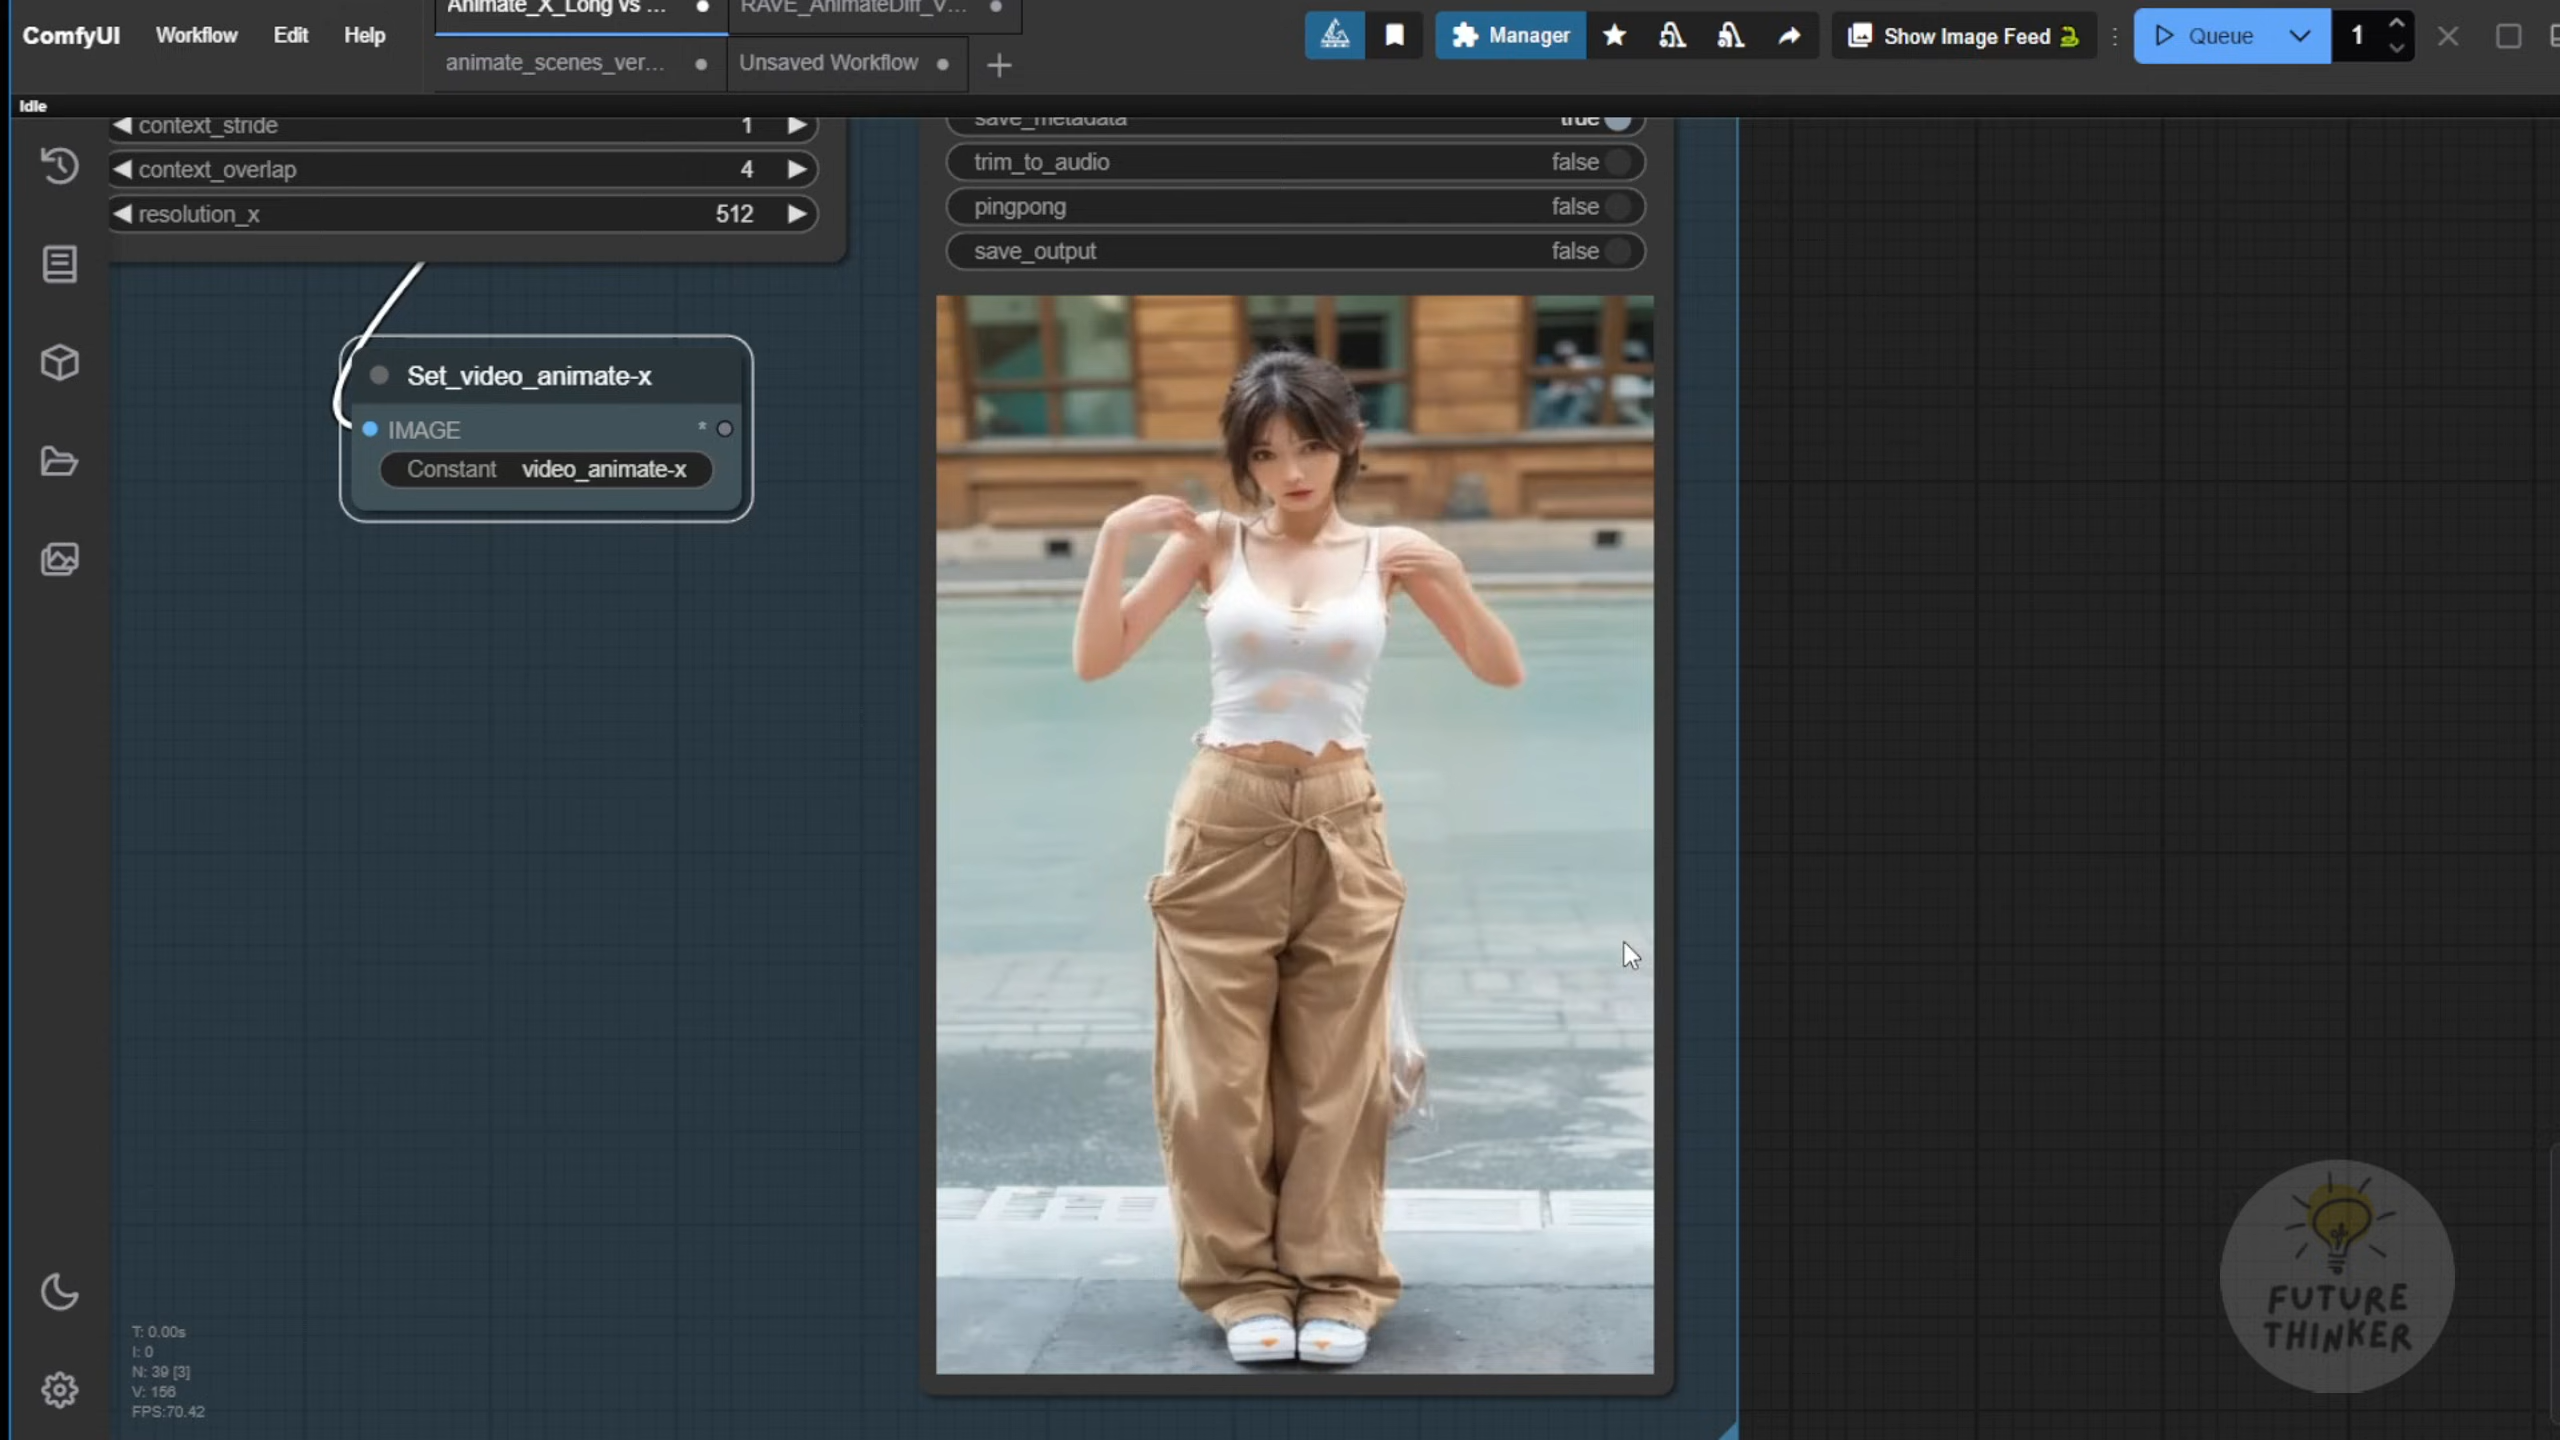 ComfyUI
Workflow
Edit
Help
Animate_X_Long vs ...
RAVE_AnimateDiff_V...
animate_scenes_ver...
Unsaved Workflow
Manager
Show Image Feed
Queue
1
Idle
context_stride 1
context_overlap 4
resolution_x 512
save_metadata true
trim_to_audio false
pingpong false
save_output false
Set_video_animate-x
IMAGE *
Constant video_animate-x
T: 0.00s
I: 0
N: 39 [3]
V: 156
FPS:70.42
FUTURE
THINKER